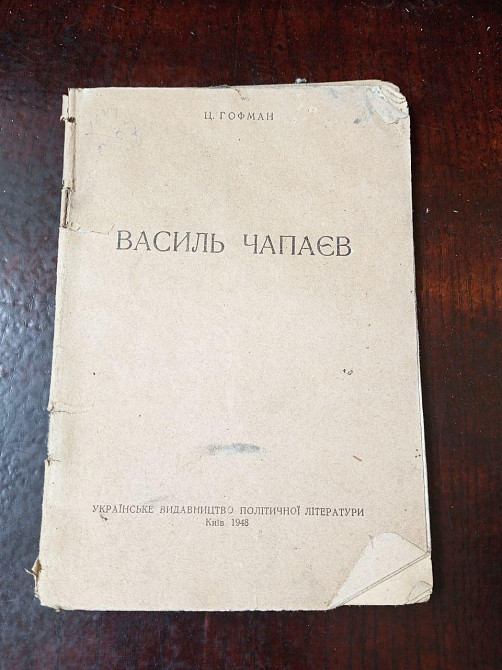 Ц. ГОФМАН
ВАСИЛЬ ЧАПАЄВ
УКРАЇНСЬКЕ ВИДАВНИЦТВО ПОЛІТИЧНОЇ ЛІТЕРАТУРИ
Київ 1948